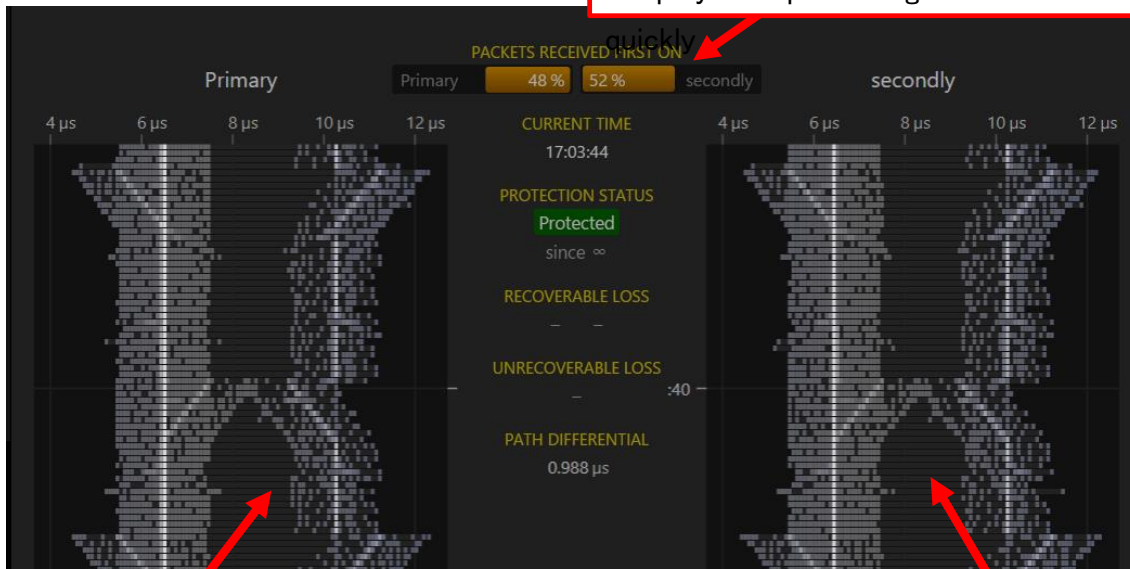 quickly
PACKETS RECEIVED FIRST ON
Primary
Primary 48 % 52 % secondly
secondly
4 µs 6 µs 8 µs 10 µs 12 µs
CURRENT TIME
4 µs 6 µs 8 µs 10 µs 12 µs
17:03:44
PROTECTION STATUS
Protected
since ∞
RECOVERABLE LOSS
– –
UNRECOVERABLE LOSS
–
:40
PATH DIFFERENTIAL
0.988 µs